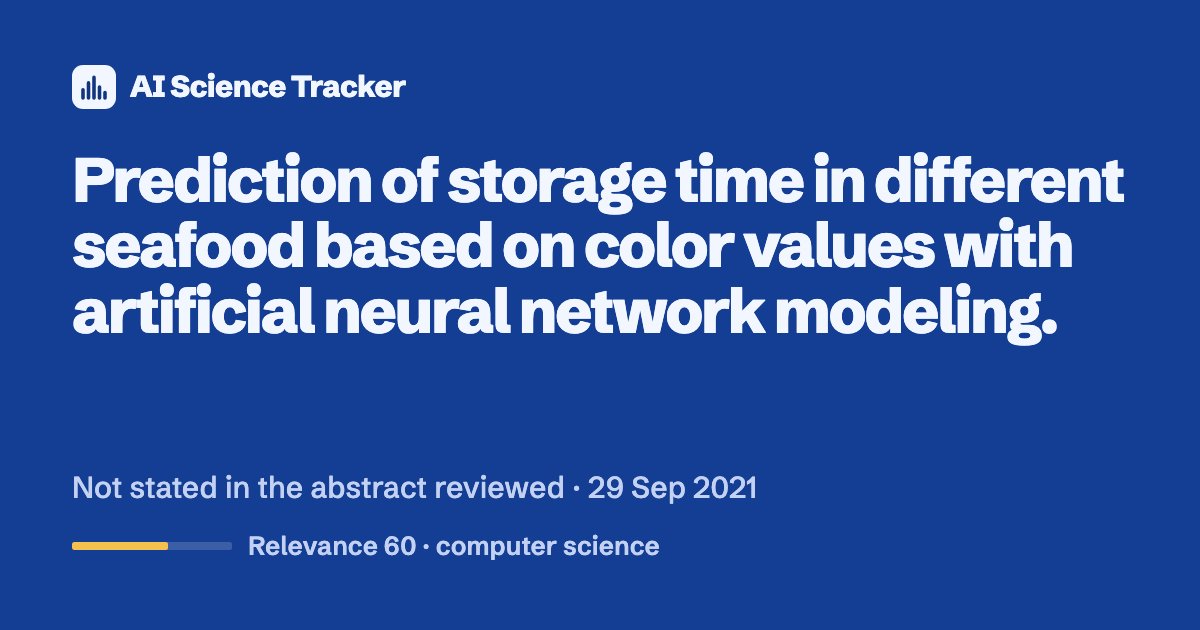 AI Science Tracker
Prediction of storage time in different
seafood based on color values with
artificial neural network modeling.
Not stated in the abstract reviewed · 29 Sep 2021
Relevance 60 · computer science